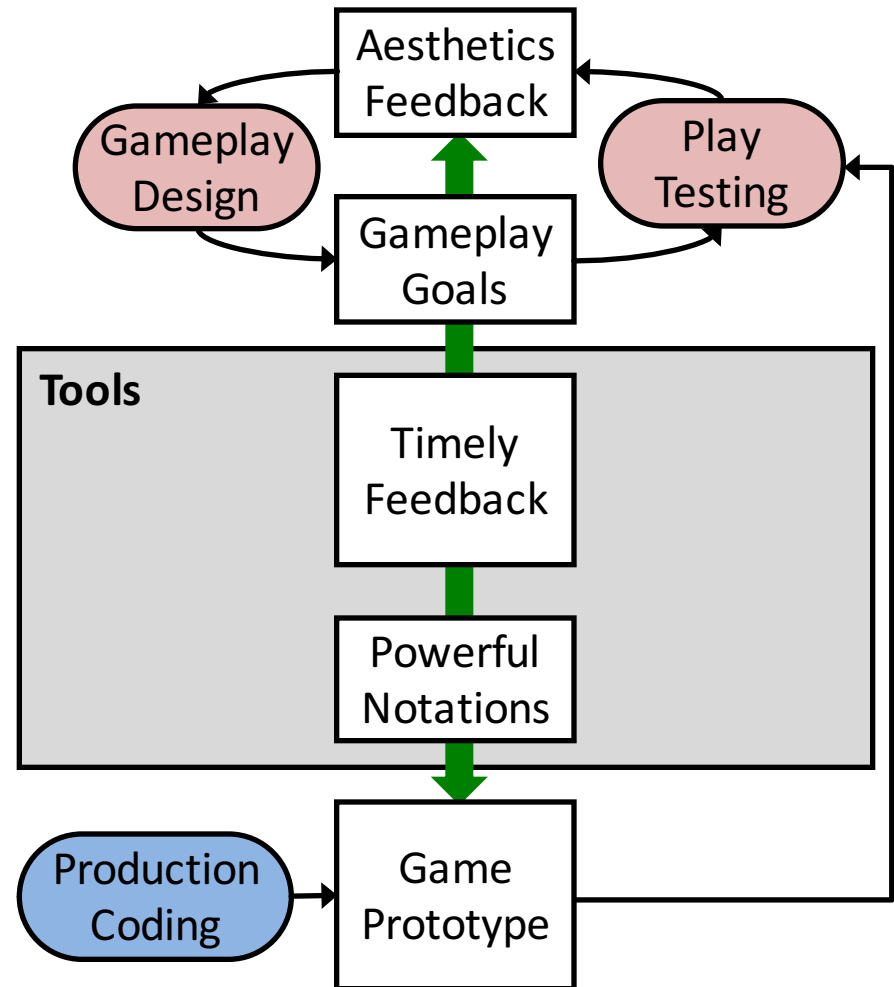 Aesthetics
Feedback
Gameplay
Design
Play
Testing
Gameplay
Goals
Tools
Timely
Feedback
Powerful
Notations
Production
Coding
Game
Prototype